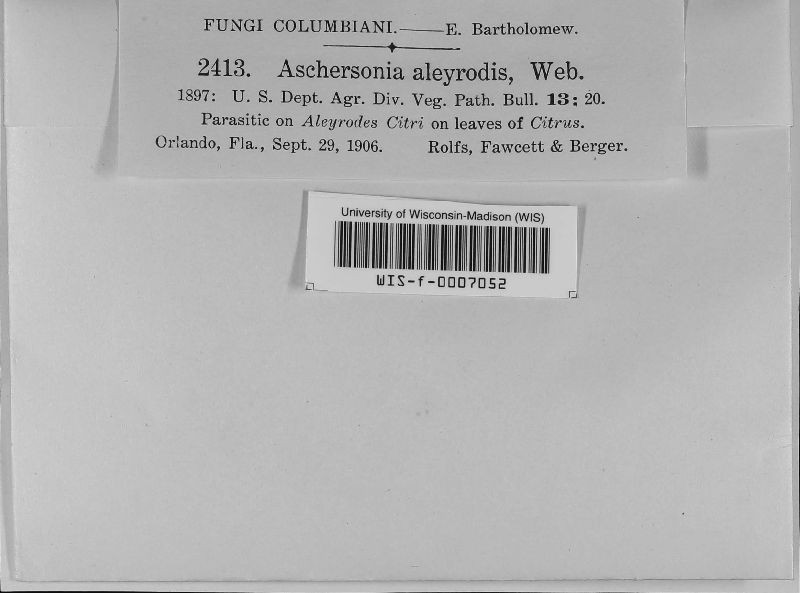 FUNGI COLUMBIANI.——E. Bartholomew.
2413. Aschersonia aleyrodis, Web.
1897: U. S. Dept. Agr. Div. Veg. Path. Bull. 13: 20.
Parasitic on Aleyrodes Citri on leaves of Citrus.
Orlando, Fla., Sept. 29, 1906. Rolfs, Fawcett & Berger.
University of Wisconsin-Madison (WIS)
WIS-f-0007052